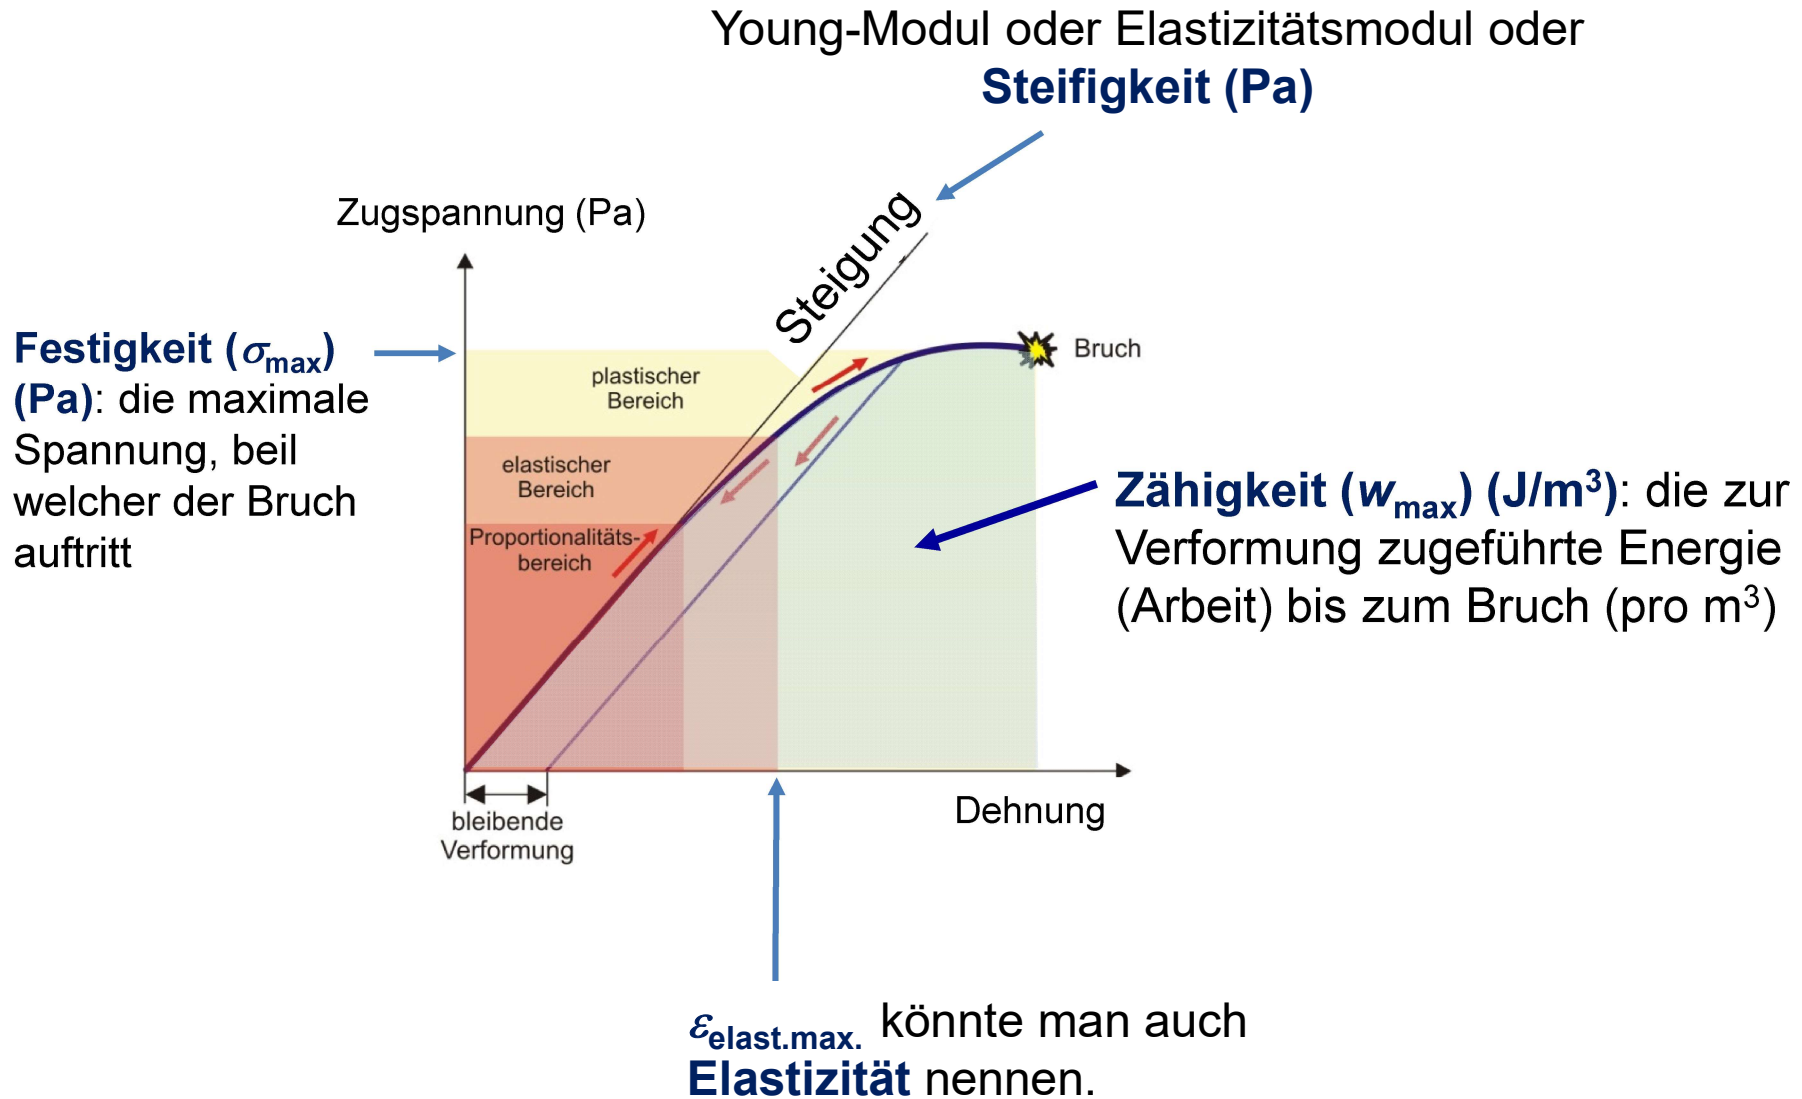 Young-Modul oder Elastizitätsmodul oder
Steifigkeit (Pa)
Zugspannung (Pa)
Steigung
Festigkeit (σmax)
(Pa): die maximale
Spannung, beil
welcher der Bruch
auftritt
Bruch
plastischer
Bereich
elastischer
Bereich
Proportionalitäts-
bereich
Zähigkeit (wmax) (J/m³): die zur
Verformung zugeführte Energie
(Arbeit) bis zum Bruch (pro m³)
Dehnung
bleibende
Verformung
εelast.max. könnte man auch
Elastizität nennen.